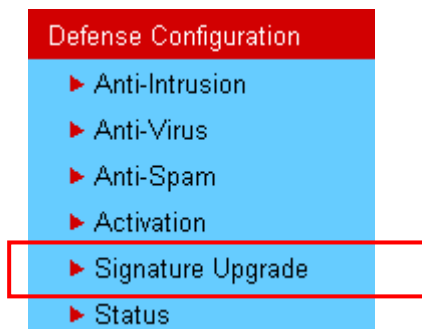 Defense Configuration
Anti-Intrusion
Anti-Virus
Anti-Spam
Activation
Signature Upgrade
Status